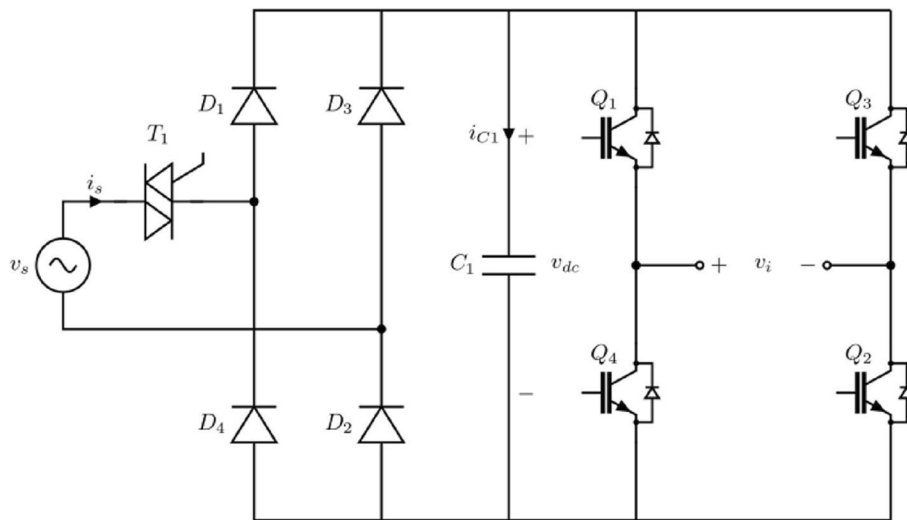 D1
D3
Q1
Q3
T1
iC1
+
is
vs
C1
vdc
+
vi
−
D4
D2
Q4
Q2
−